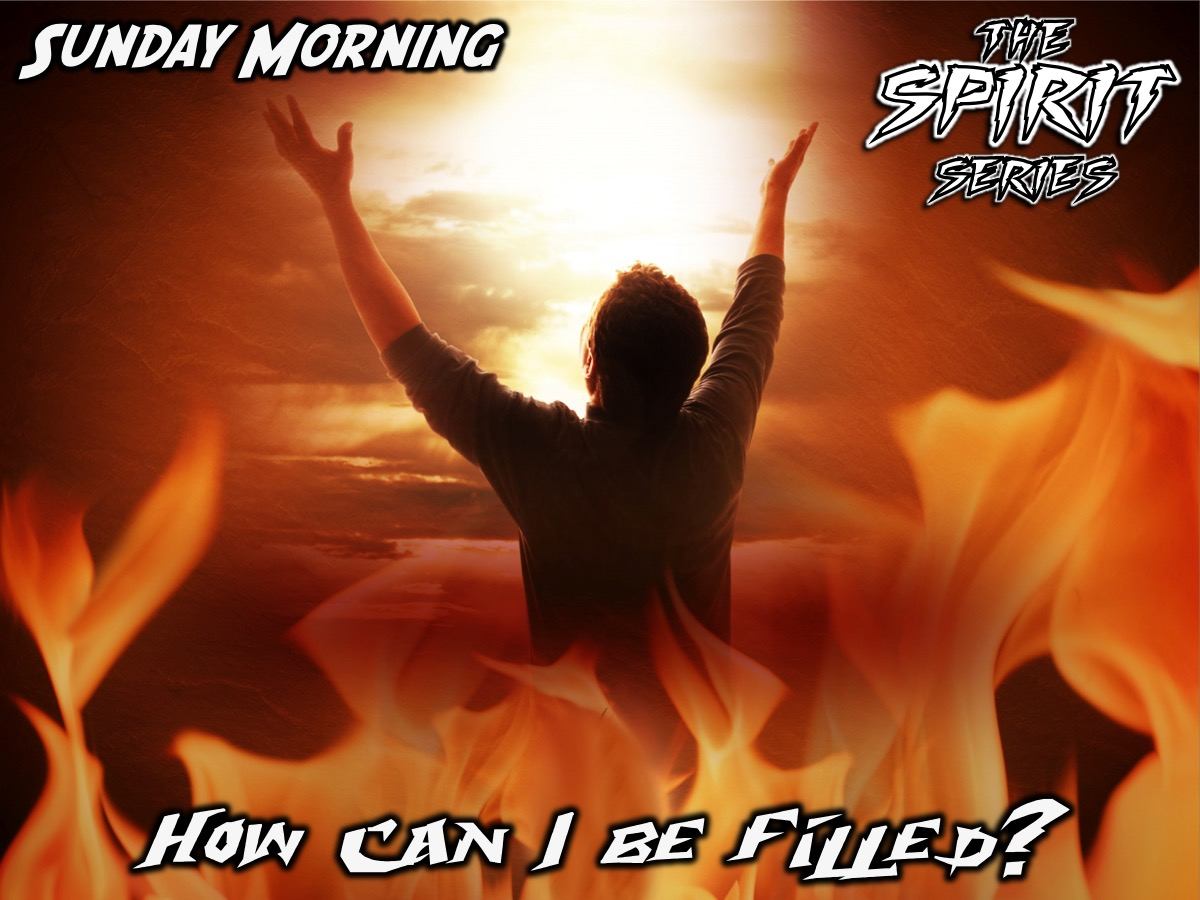 Sunday Morning
The
Spirit
Series
How Can I be Filled?